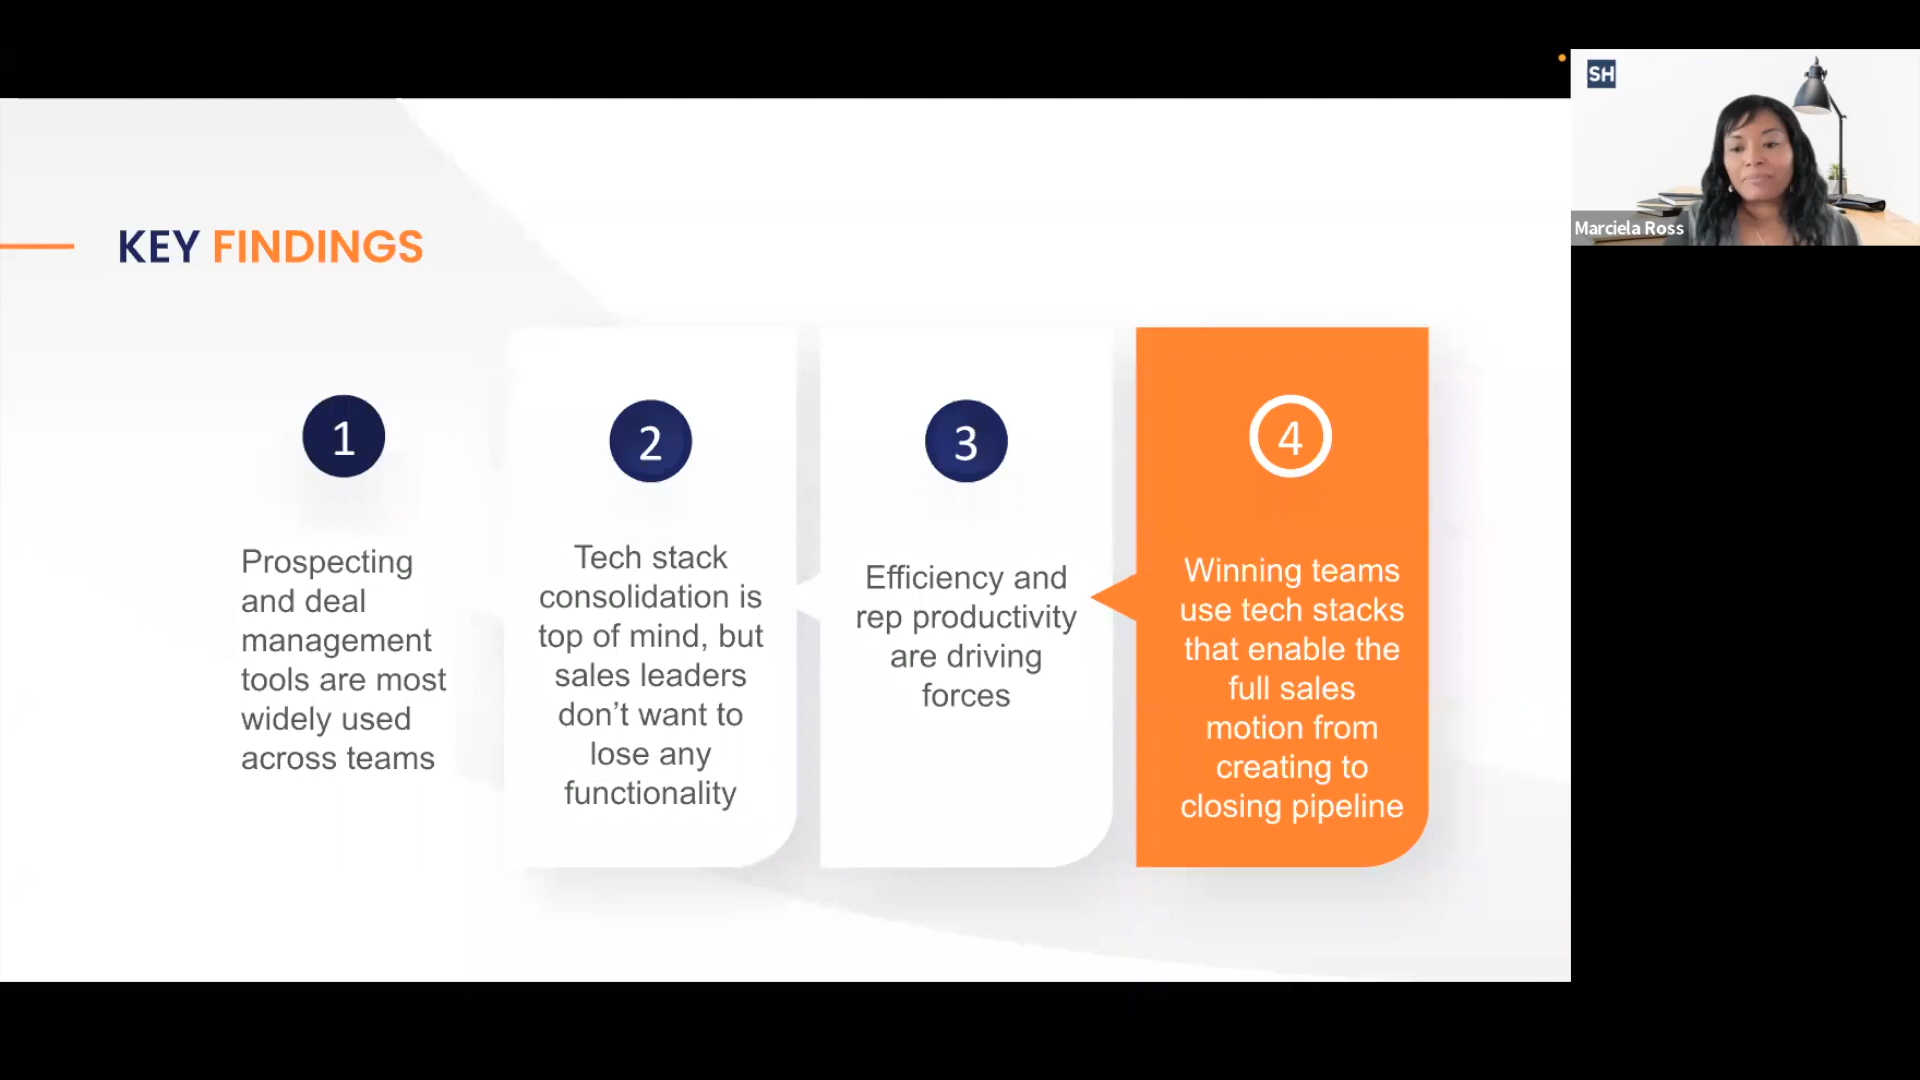 SH
Marciela Ross
KEY FINDINGS
1
Prospecting
and deal
management
tools are most
widely used
across teams
2
Tech stack
consolidation is
top of mind, but
sales leaders
don’t want to
lose any
functionality
3
Efficiency and
rep productivity
are driving
forces
4
Winning teams
use tech stacks
that enable the
full sales
motion from
creating to
closing pipeline